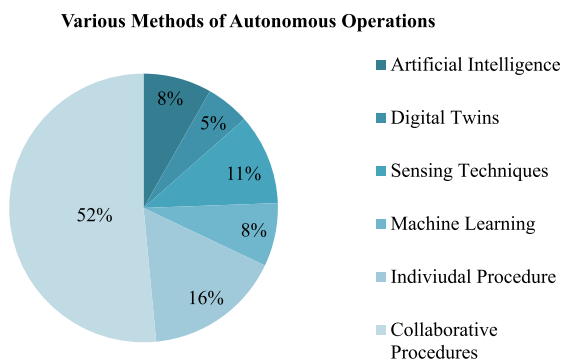 Various Methods of Autonomous Operations
8%
5%
11%
8%
16%
52%
Artificial Intelligence
Digital Twins
Sensing Techniques
Machine Learning
Indiviudal Procedure
Collaborative
Procedures